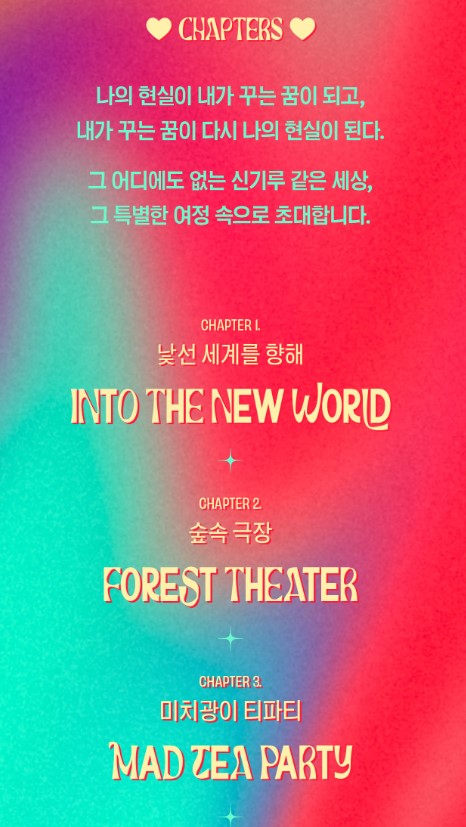 CHAPTERS
나의 현실이 내가 꾸는 꿈이 되고,
내가 꾸는 꿈이 다시 나의 현실이 된다.
그 어디에도 없는 신기루 같은 세상,
그 특별한 여정 속으로 초대합니다.
CHAPTER 1.
낯선 세계를 향해
INTO THE NEW WORLD
CHAPTER 2.
숲속 극장
FOREST THEATER
CHAPTER 3.
미치광이 티파티
MAD TEA PARTY